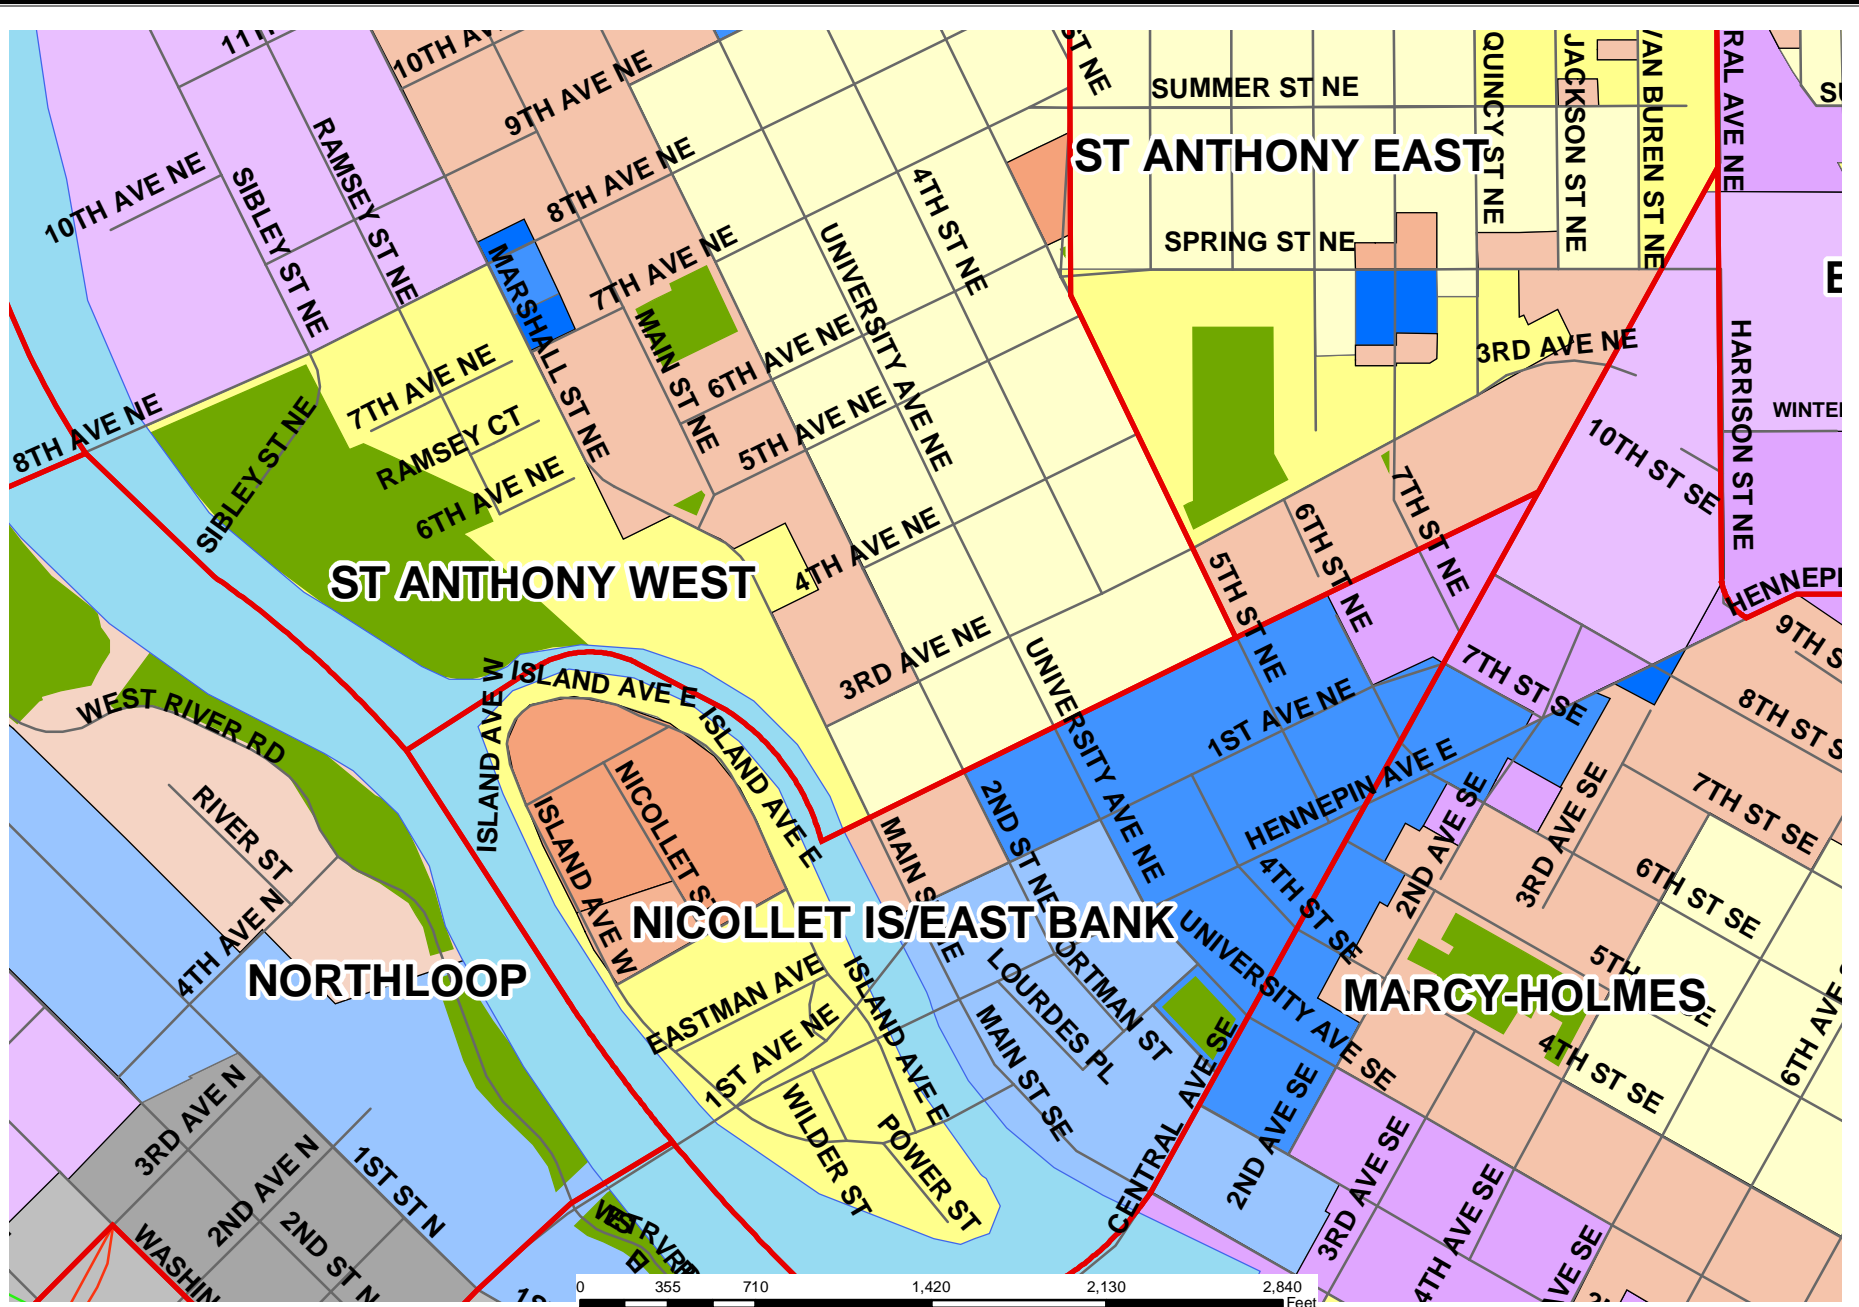 10TH AV
9TH AVE NE
SUMMER ST NE
QUINCY ST NE
JACKSON ST NE
VAN BUREN ST NE
RAL AVE NE
ST NE
ST ANTHONY EAST
8TH AVE NE
10TH AVE NE
SIBLEY ST NE
RAMSEY ST NE
4TH ST NE
UNIVERSITY AVE NE
SPRING ST NE
7TH AVE NE
MARSHALL ST NE
MAIN ST NE
6TH AVE NE
3RD AVE NE
HARRISON ST NE
7TH AVE NE
RAMSEY CT
6TH AVE NE
5TH AVE NE
8TH AVE NE
SIBLEY ST NE
WINTER
10TH ST SE
7TH ST NE
6TH ST NE
5TH ST NE
4TH AVE NE
ST ANTHONY WEST
HENNEPI
9TH S
3RD AVE NE
UNIVERSITY AVE NE
ISLAND AVE W
ISLAND AVE E
ISLAND AVE E
WEST RIVER RD
7TH ST SE
8TH ST S
1ST AVE NE
HENNEPIN AVE E
RIVER ST
NICOLLET ST
ISLAND AVE W
2ND ST NE
MAIN S
2ND AVE SE
3RD AVE SE
7TH ST SE
6TH ST SE
4TH ST SE
4TH AVE N
NICOLLET IS/EAST BANK
NORTHLOOP
UNIVERSITY AVE SE
MARCY-HOLMES
5TH
SE
4TH ST SE
6TH AVE S
EASTMAN AVE
ISLAND AVE E
LOURDES PL
ORTMAN ST
1ST AVE NE
MAIN ST SE
WILDER ST
POWER ST
CENTRAL AVE SE
2ND AVE SE
3RD AVE SE
4TH AVE SE
AVE SE
3RD AVE N
2ND AVE N
1ST ST N
2ND ST N
WASHIN
0 355 710 1,420 2,130 2,840
Feet